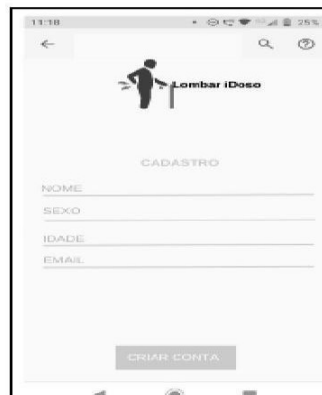 11:18 25%
Lombar iDoso
CADASTRO
NOME
SEXO
IDADE
EMAIL
CRIAR CONTA